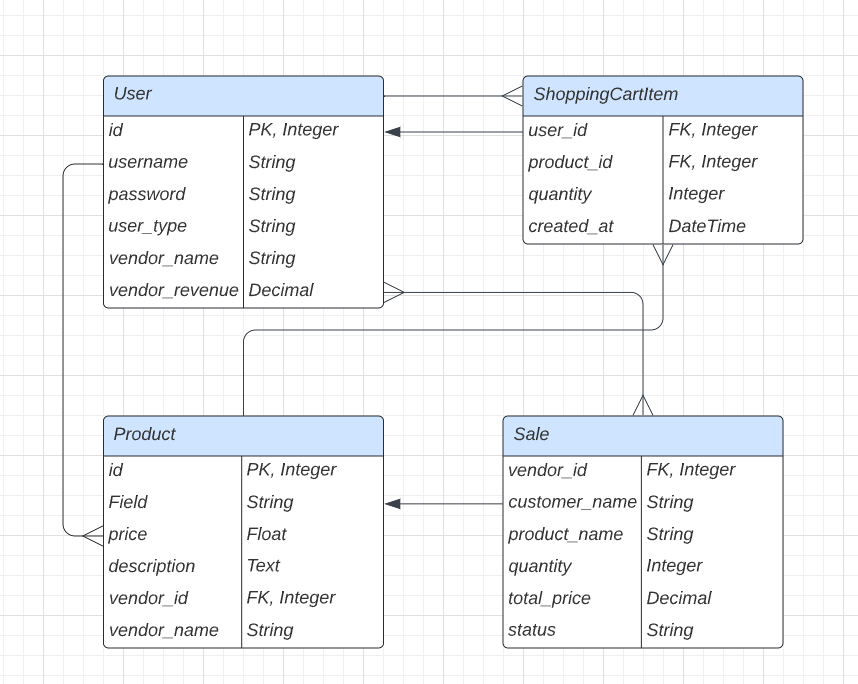 User
id PK, Integer
username String
password String
user_type String
vendor_name String
vendor_revenue Decimal
ShoppingCartItem
user_id FK, Integer
product_id FK, Integer
quantity Integer
created_at DateTime
Product
id PK, Integer
Field String
price Float
description Text
vendor_id FK, Integer
vendor_name String
Sale
vendor_id FK, Integer
customer_name String
product_name String
quantity Integer
total_price Decimal
status String